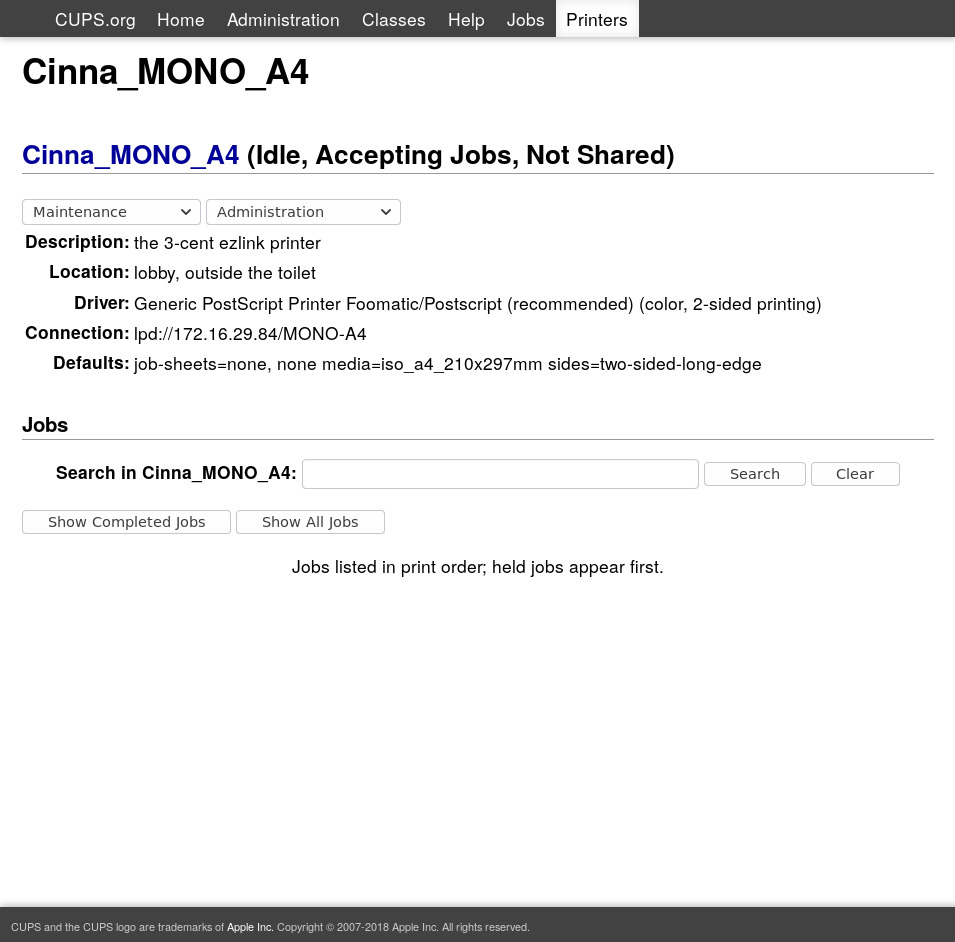 CUPS.org Home Administration Classes Help Jobs Printers
Cinna_MONO_A4
Cinna_MONO_A4 (Idle, Accepting Jobs, Not Shared)
Maintenance Administration
Description: the 3-cent ezlink printer
Location: lobby, outside the toilet
Driver: Generic PostScript Printer Foomatic/Postscript (recommended) (color, 2-sided printing)
Connection: lpd://172.16.29.84/MONO-A4
Defaults: job-sheets=none, none media=iso_a4_210x297mm sides=two-sided-long-edge
Jobs
Search in Cinna_MONO_A4: Search Clear
Show Completed Jobs Show All Jobs
Jobs listed in print order; held jobs appear first.
CUPS and the CUPS logo are trademarks of Apple Inc. Copyright © 2007-2018 Apple Inc. All rights reserved.